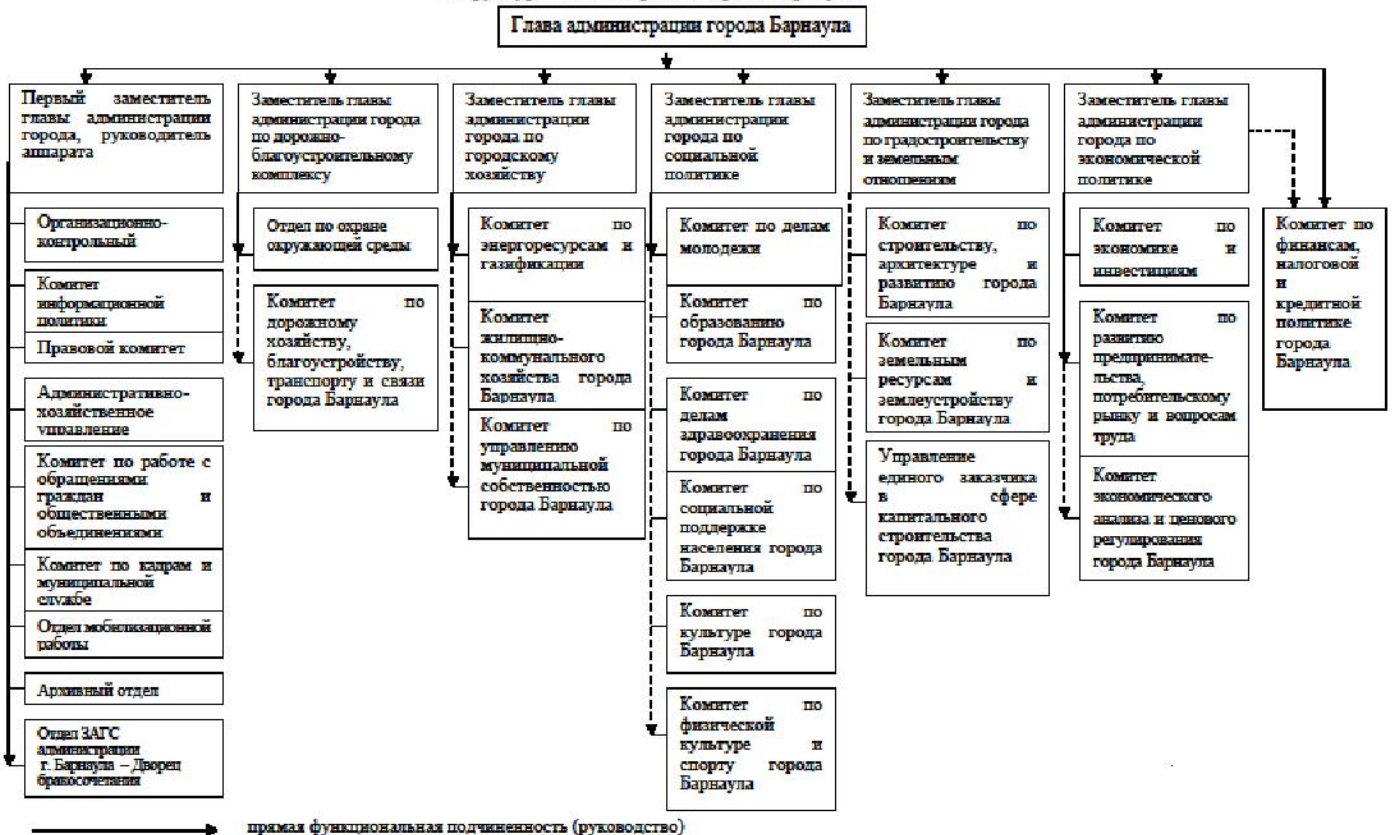 Глава администрации города Барнаула
Первый заместитель
главы администрации
города, руководитель
аппарата
Организационно-
контрольный
Комитет
информационной
политики
Правовой комитет
Административно-
хозяйственное
управление
Комитет по работе с
обращениями
граждан и
общественными
объединениями
Комитет по кадрам и
муниципальной
службе
Отдел мобилизационной
работы
Архивный отдел
Отдел ЗАГС
администрации
г. Барнаула – Дворец
бракосочетания
Заместитель главы
администрации города
по дорожно-
благоустроительному
комплексу
Отдел по охране
окружающей среды
Комитет по
дорожному
хозяйству,
благоустройству,
транспорту и связи
города Барнаула
Заместитель главы
администрации
города по
городскому
хозяйству
Комитет по
энергоресурсам и
газификации
Комитет
жилищно-
коммунального
хозяйства города
Барнаула
Комитет по
управлению
муниципальной
собственностью
города Барнаула
Заместитель главы
администрации
города по
социальной
политике
Комитет по делам
молодежи
Комитет по
образованию
города Барнаула
Комитет по
делам
здравоохранения
города Барнаула
Комитет по
социальной
поддержке
населения города
Барнаула
Комитет по
культуре города
Барнаула
Комитет по
физической
культуре и
спорту города
Барнаула
Заместитель главы
администрации города
по градостроительству
и земельным
отношениям
Комитет по
строительству,
архитектуре и
развитию города
Барнаула
Комитет по
земельным
ресурсам и
землеустройству
города Барнаула
Управление
единого заказчика
в сфере
капитального
строительства
города Барнаула
Заместитель главы
администрации
города по
экономической
политике
Комитет по
экономике и
инвестициям
Комитет по
развитию
предпринимате-
льства,
потребительскому
рынку и вопросам
труда
Комитет
экономического
анализа и ценового
регулирования
города Барнаула
Комитет по
финансам,
налоговой
и
кредитной
политике
города
Барнаула
прямая функциональная подчиненность (руководство)